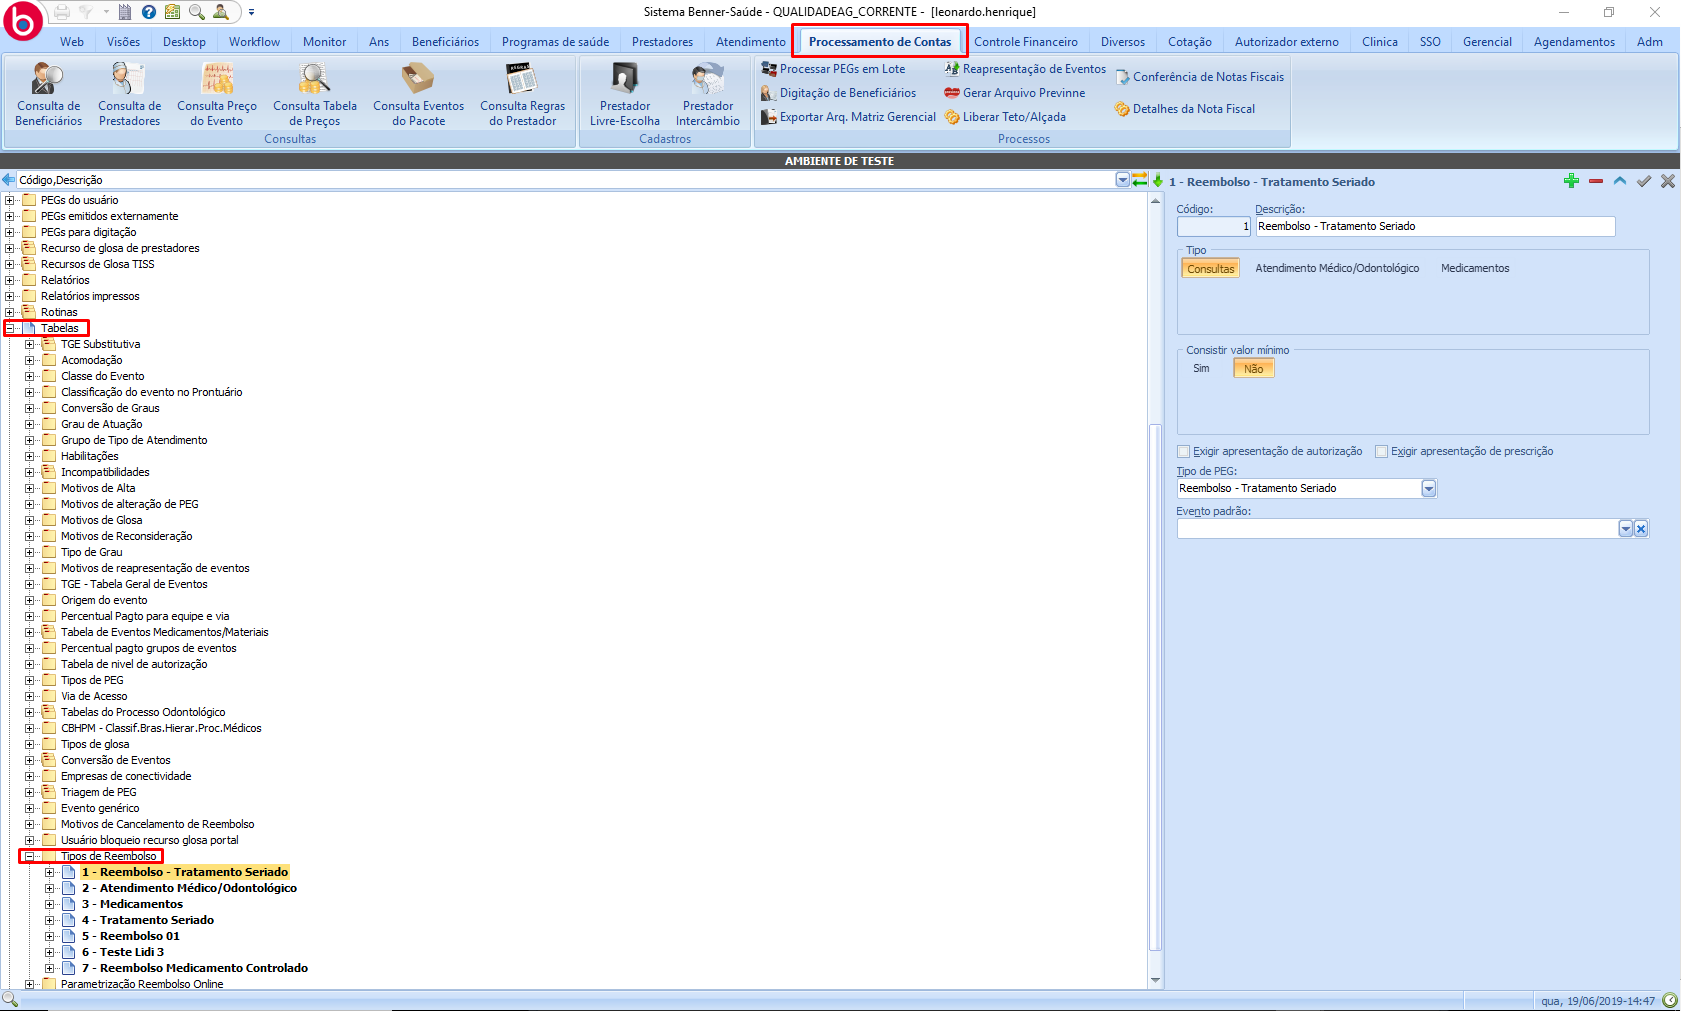 Sistema Benner-Saúde - QUALIDADEAG_CORRENTE - [leonardo.henrique]
b
Web Visões Desktop Workflow Monitor Ans Beneficiários Programas de saúde Prestadores Atendimento Processamento de Contas Controle Financeiro Diversos Cotação Autorizador externo Clinica SSO Gerencial Agendamentos Adm
Consulta de Beneficiários
Consulta de Prestadores
Consulta Preço do Evento
Consulta Tabela de Preços
Consulta Eventos do Pacote
REGRAS
Consulta Regras do Prestador
Consultas
Prestador Livre-Escolha
Prestador Intercâmbio
Cadastros
Processar PEGs em Lote
Digitação de Beneficiários
Exportar Arq. Matriz Gerencial
Reapresentação de Eventos
Gerar Arquivo Previnne
Liberar Teto/Alçada
Conferência de Notas Fiscais
Detalhes da Nota Fiscal
Processos
AMBIENTE DE TESTE
Código,Descrição
PEGs do usuário
PEGs emitidos externamente
PEGs para digitação
Recurso de glosa de prestadores
Recursos de Glosa TISS
Relatórios
Relatórios impressos
Rotinas
Tabelas
TGE Substitutiva
Acomodação
Classe do Evento
Classificação do evento no Prontuário
Conversão de Graus
Grau de Atuação
Grupo de Tipo de Atendimento
Habilitações
Incompatibilidades
Motivos de Alta
Motivos de alteração de PEG
Motivos de Glosa
Motivos de Reconsideração
Tipo de Grau
Motivos de reapresentação de eventos
TGE - Tabela Geral de Eventos
Origem do evento
Percentual Pagto para equipe e via
Tabela de Eventos Medicamentos/Materiais
Percentual pagto grupos de eventos
Tabela de nivel de autorização
Tipos de PEG
Via de Acesso
Tabelas do Processo Odontológico
CBHPM - Classif.Bras.Hierar.Proc.Médicos
Tipos de glosa
Conversão de Eventos
Empresas de conectividade
Triagem de PEG
Evento genérico
Motivos de Cancelamento de Reembolso
Usuário bloqueio recurso glosa portal
Tipos de Reembolso
1 - Reembolso - Tratamento Seriado
2 - Atendimento Médico/Odontológico
3 - Medicamentos
4 - Tratamento Seriado
5 - Reembolso 01
6 - Teste Lidi 3
7 - Reembolso Medicamento Controlado
Parametrização Reembolso Online
1 - Reembolso - Tratamento Seriado
Código: Descrição:
1 Reembolso - Tratamento Seriado
Tipo
Consultas Atendimento Médico/Odontológico Medicamentos
Consistir valor mínimo
Sim Não
Exigir apresentação de autorização Exigir apresentação de prescrição
Tipo de PEG:
Reembolso - Tratamento Seriado
Evento padrão:
qua, 19/06/2019-14:47